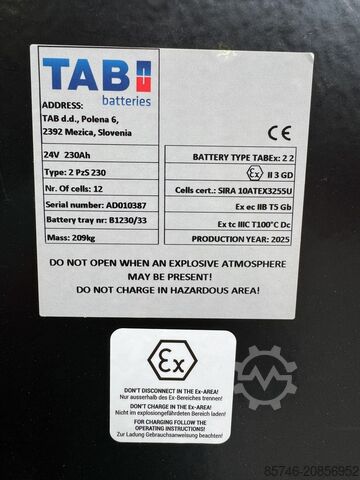 TAB
batteries
ADDRESS:
TAB d.d., Polena 6,
2392 Mezica, Slovenia
CE
24V 230Ah
BATTERY TYPE TABEx: 2 2
Type: 2 PzS 230
Ex II 3 GD
Nr. Of cells: 12
Cells cert.: SIRA 10ATEX3255U
Serial number: AD010387
Ex ec IIB T5 Gb
Battery tray nr: B1230/33
Ex tc IIIC T100°C Dc
Mass: 209kg
PRODUCTION YEAR: 2025
DO NOT OPEN WHEN AN EXPLOSIVE ATMOSPHERE
MAY BE PRESENT!
DO NOT CHARGE IN HAZARDOUS AREA!
Ex
DON'T DISCONNECT IN THE Ex-AREA!
Nur ausserhalb des Ex-Bereiches trennen!
DON'T CHARGE IN THE Ex-AREA!
Nicht im explosionsgefährdeten Bereich laden!
FOR CHARGING FOLLOW THE
OPERATING INSTRUCTIONS!
Zur Ladung Gebrauchsanweisung beachten!
85746-20856952